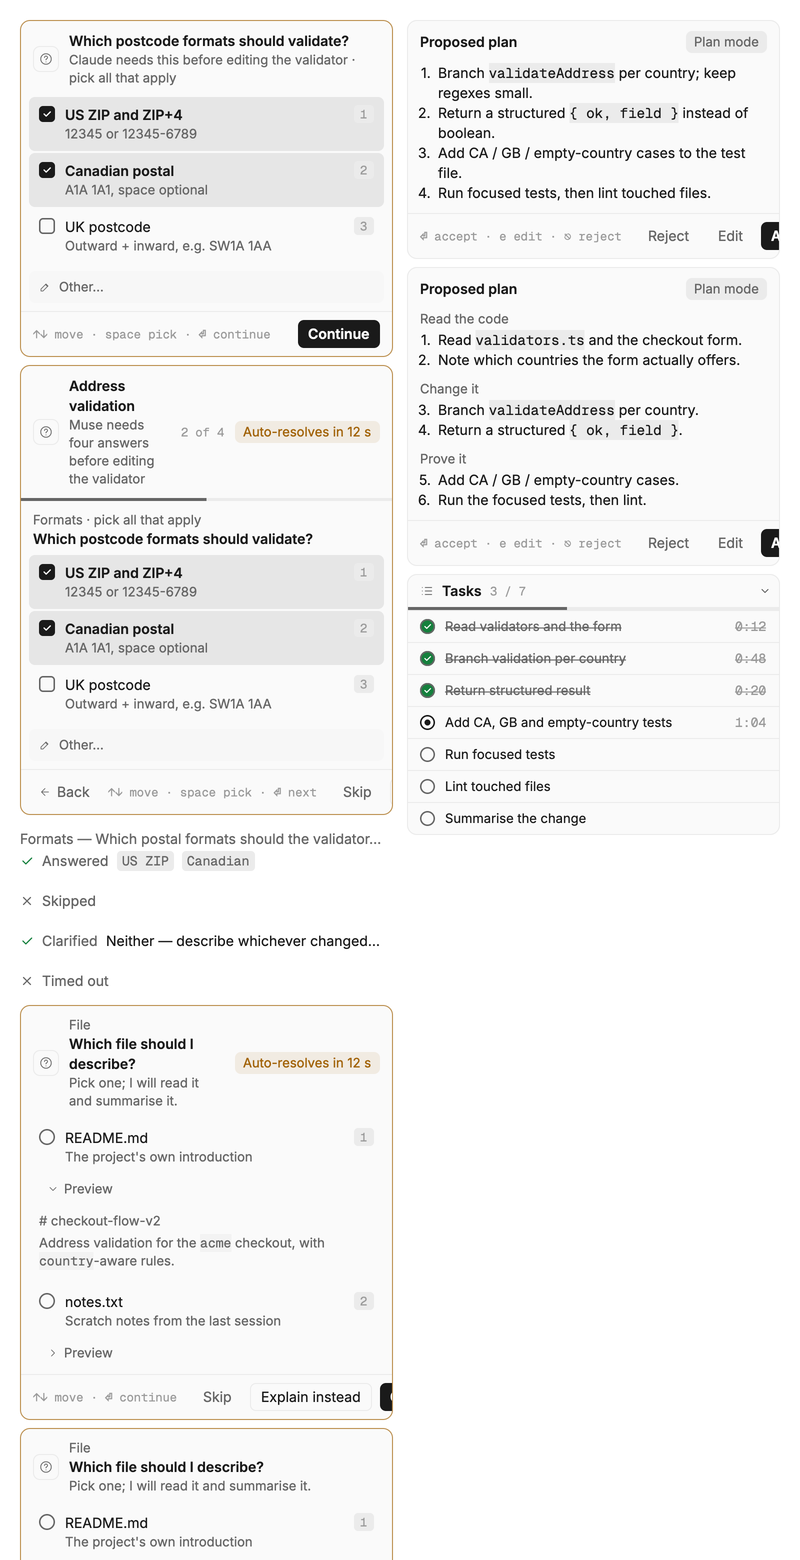 Which postcode formats should validate?
Claude needs this before editing the validator ·
pick all that apply
US ZIP and ZIP+4 1
12345 or 12345-6789
Canadian postal 2
A1A 1A1, space optional
UK postcode 3
Outward + inward, e.g. SW1A 1AA
Other...
move · space pick · continue
Continue
Address
validation
Muse needs
four answers
before editing
the validator
2 of 4
Auto-resolves in 12 s
Formats · pick all that apply
Which postcode formats should validate?
US ZIP and ZIP+4 1
12345 or 12345-6789
Canadian postal 2
A1A 1A1, space optional
UK postcode 3
Outward + inward, e.g. SW1A 1AA
Other...
Back
move · space pick · next
Skip
Formats — Which postal formats should the validator...
Answered US ZIP Canadian
Skipped
Clarified Neither — describe whichever changed...
Timed out
File
Which file should I
describe?
Pick one; I will read it
and summarise it.
Auto-resolves in 12 s
README.md 1
The project's own introduction
Preview
# checkout-flow-v2
Address validation for the acme checkout, with
country-aware rules.
notes.txt 2
Scratch notes from the last session
Preview
move · continue
Skip
Explain instead
File
Which file should I describe?
Pick one; I will read it and summarise it.
README.md 1
The project's own introduction
Proposed plan
Plan mode
1. Branch validateAddress per country; keep
regexes small.
2. Return a structured { ok, field } instead of
boolean.
3. Add CA / GB / empty-country cases to the test
file.
4. Run focused tests, then lint touched files.
accept · e edit · reject
Reject
Edit
Proposed plan
Plan mode
Read the code
1. Read validators.ts and the checkout form.
2. Note which countries the form actually offers.
Change it
3. Branch validateAddress per country.
4. Return a structured { ok, field }.
Prove it
5. Add CA / GB / empty-country cases.
6. Run the focused tests, then lint.
accept · e edit · reject
Reject
Edit
Tasks 3 / 7
Read validators and the form 0:12
Branch validation per country 0:48
Return structured result 0:20
Add CA, GB and empty-country tests 1:04
Run focused tests
Lint touched files
Summarise the change